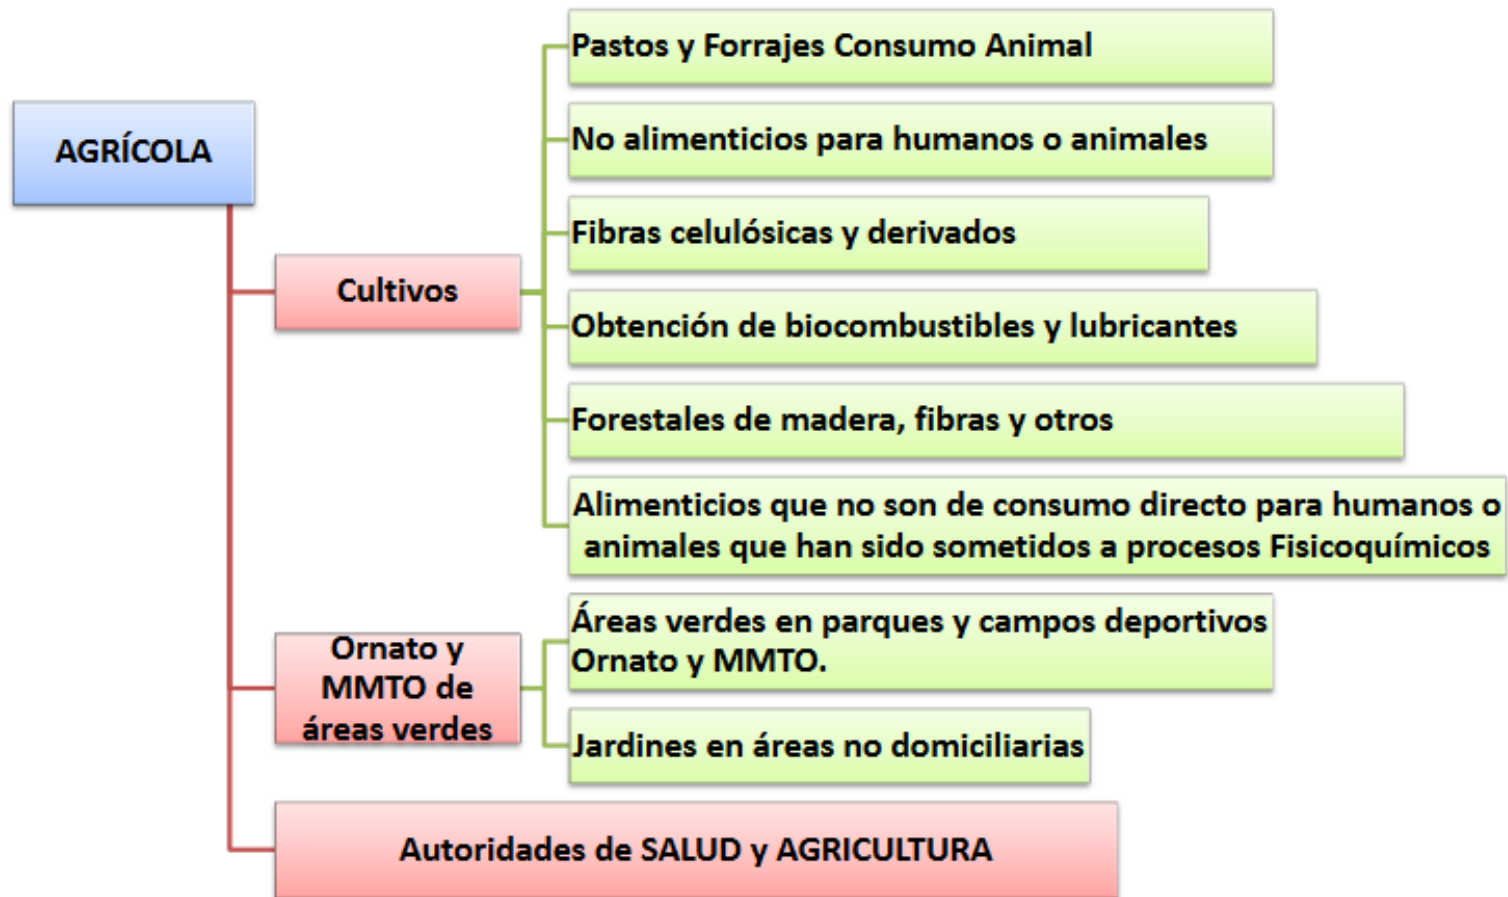 AGRÍCOLA
Cultivos
Pastos y Forrajes Consumo Animal
No alimenticios para humanos o animales
Fibras celulósicas y derivados
Obtención de biocombustibles y lubricantes
Forestales de madera, fibras y otros
Alimenticios que no son de consumo directo para humanos o
animales que han sido sometidos a procesos Fisicoquímicos
Ornato y
MMTO de
áreas verdes
Áreas verdes en parques y campos deportivos
Ornato y MMTO.
Jardines en áreas no domiciliarias
Autoridades de SALUD y AGRICULTURA